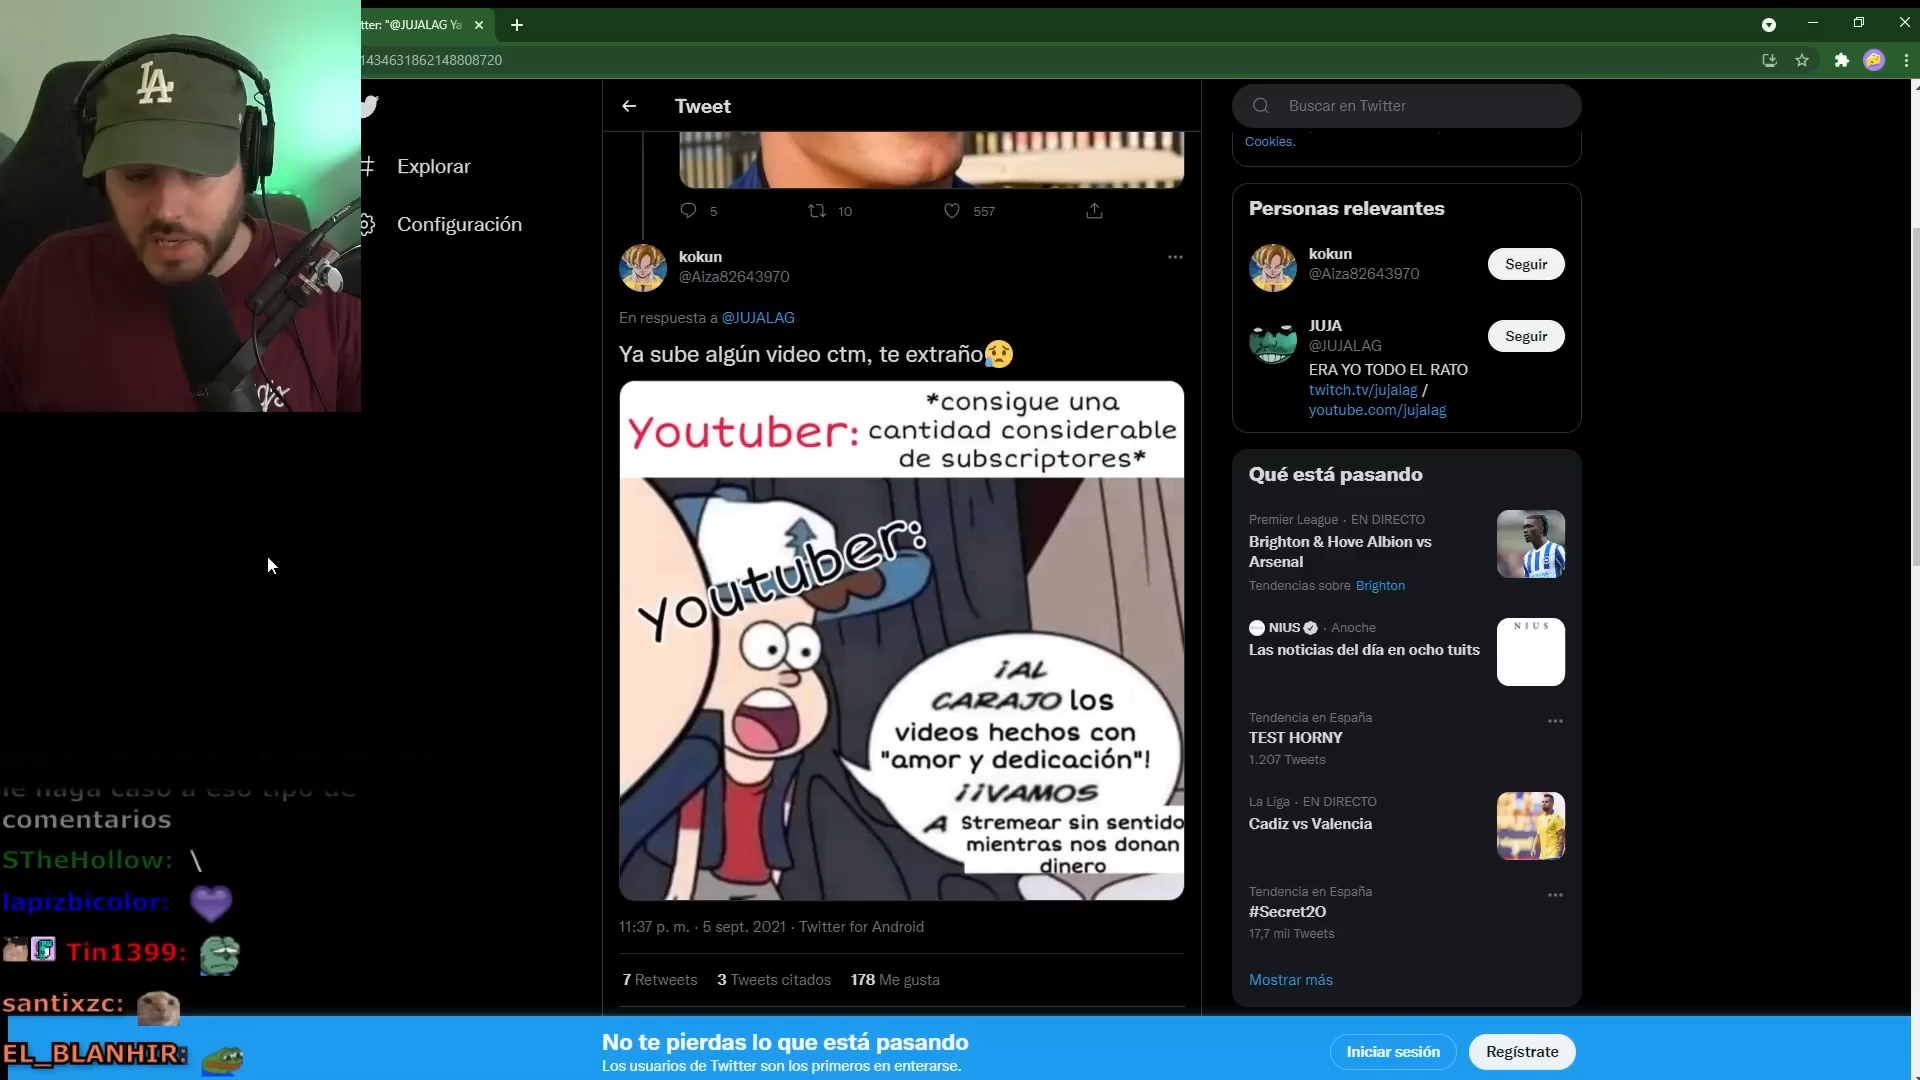 tter: "@JUJALAG Ya
1434631862148808720
LA
Explorar
Configuración
Tweet
5
10
557
kokun
@Aiza82643970
En respuesta a @JUJALAG
Ya sube algún video ctm, te extraño
Youtuber:
*consigue una
cantidad considerable
de subscriptores*
youtuber:
¡AL
CARAJO los
videos hechos con
"amor y dedicación"!
¡¡VAMOS
A Stremear sin sentido
mientras nos donan
dinero
11:37 p. m. · 5 sept. 2021 · Twitter for Android
7 Retweets 3 Tweets citados 178 Me gusta
Buscar en Twitter
Cookies.
Personas relevantes
kokun
@Aiza82643970
Seguir
JUJA
@JUJALAG
Seguir
ERA YO TODO EL RATO
twitch.tv/jujalag /
youtube.com/jujalag
Qué está pasando
Premier League · EN DIRECTO
Brighton & Hove Albion vs
Arsenal
Tendencias sobre Brighton
NIUS · Anoche
Las noticias del día en ocho tuits
NIUS
Tendencia en España
TEST HORNY
1.207 Tweets
La Liga · EN DIRECTO
Cadiz vs Valencia
Tendencia en España
#Secret2O
17,7 mil Tweets
Mostrar más
le haga caso a eso tipo de
comentarios
STheHollow: \
lapizbicolor:
Tin1399:
santixzc:
EL_BLANHIR:
No te pierdas lo que está pasando
Los usuarios de Twitter son los primeros en enterarse.
Iniciar sesión
Regístrate